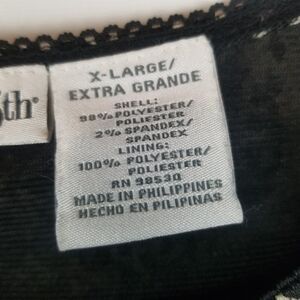 th®
X-LARGE/
EXTRA GRANDE
SHELL:
98% POLYESTER/
POLIESTER
2% SPANDEX/
SPANDEX
LINING:
100% POLYESTER/
POLIESTER
RN 98530
MADE IN PHILIPPINES
HECHO EN PILIPINAS